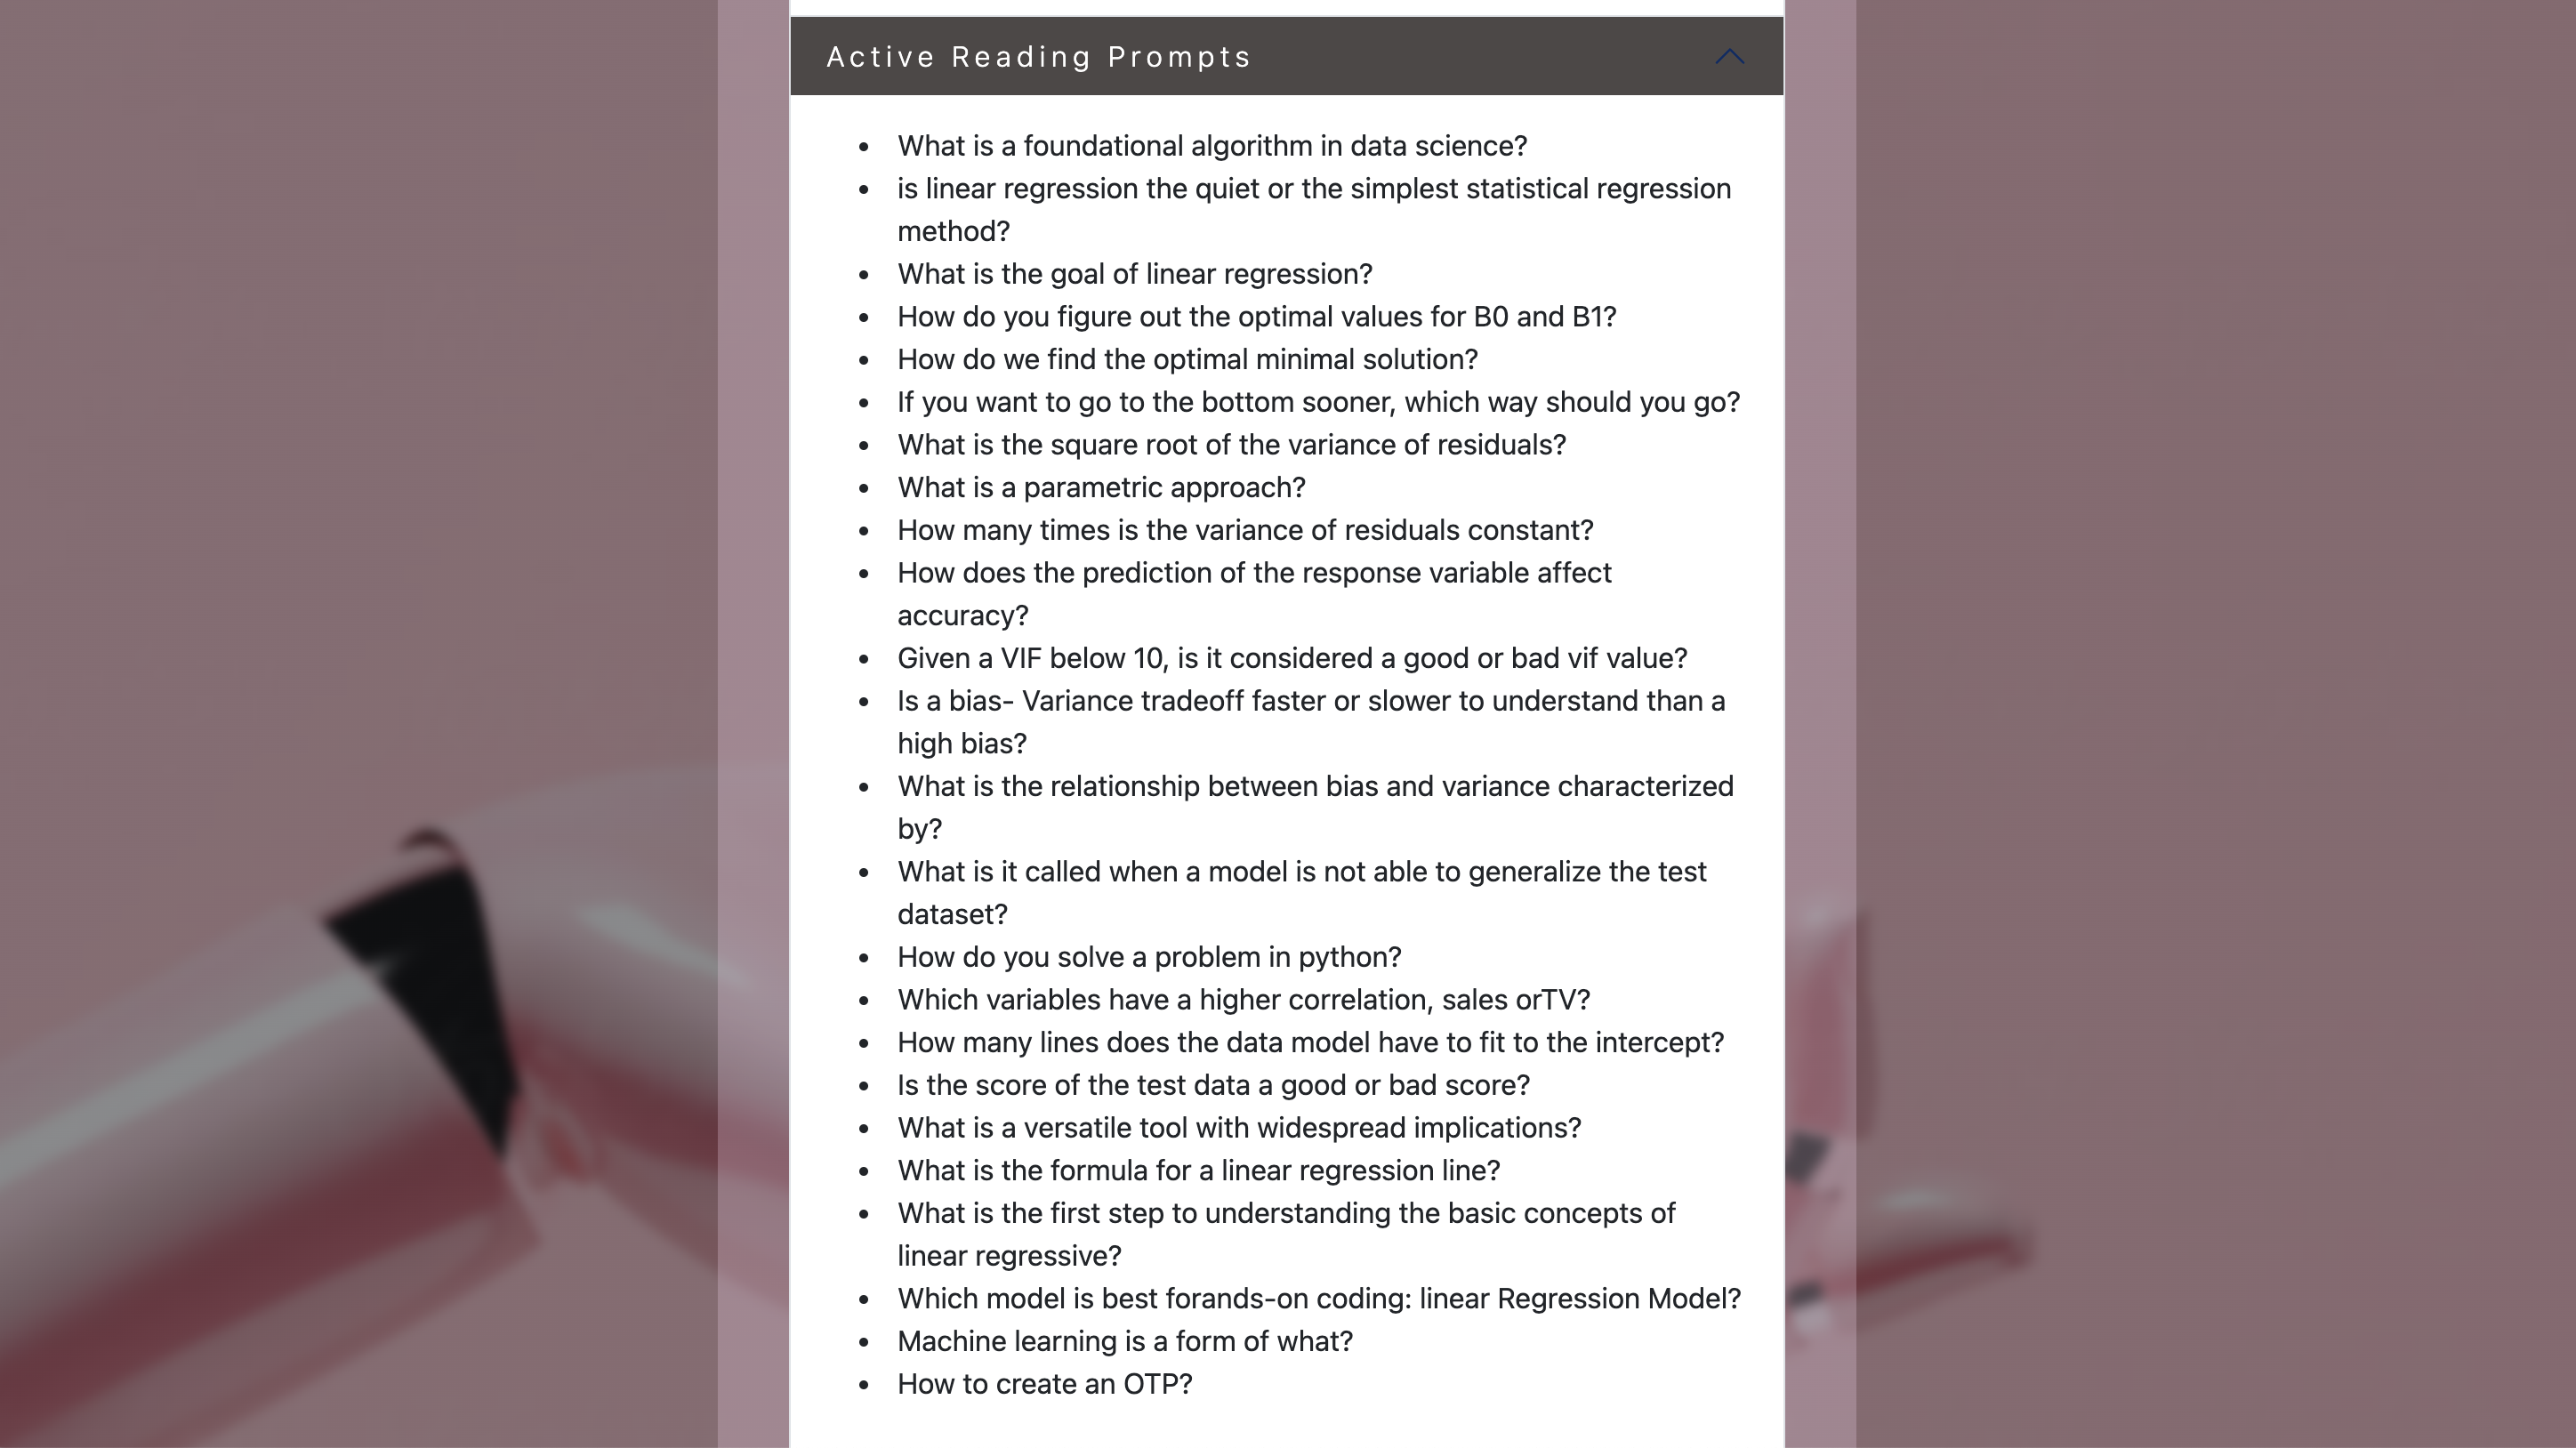 Active Reading Prompts
• What is a foundational algorithm in data science?
• is linear regression the quiet or the simplest statistical regression
method?
• What is the goal of linear regression?
• How do you figure out the optimal values for B0 and B1?
• How do we find the optimal minimal solution?
• If you want to go to the bottom sooner, which way should you go?
• What is the square root of the variance of residuals?
• What is a parametric approach?
• How many times is the variance of residuals constant?
• How does the prediction of the response variable affect
accuracy?
• Given a VIF below 10, is it considered a good or bad vif value?
• Is a bias- Variance tradeoff faster or slower to understand than a
high bias?
• What is the relationship between bias and variance characterized
by?
• What is it called when a model is not able to generalize the test
dataset?
• How do you solve a problem in python?
• Which variables have a higher correlation, sales orTV?
• How many lines does the data model have to fit to the intercept?
• Is the score of the test data a good or bad score?
• What is a versatile tool with widespread implications?
• What is the formula for a linear regression line?
• What is the first step to understanding the basic concepts of
linear regressive?
• Which model is best forands-on coding: linear Regression Model?
• Machine learning is a form of what?
• How to create an OTP?